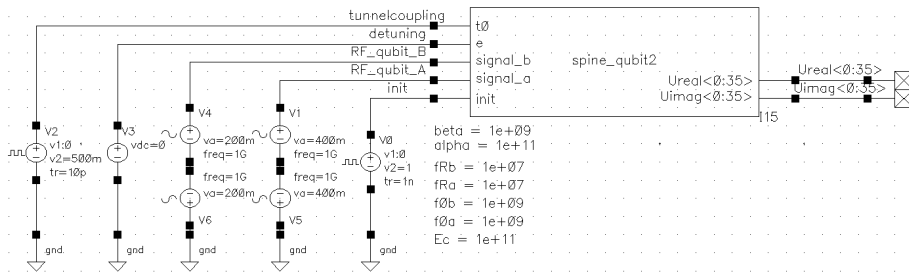 tunnelcoupling
t0
detuning
e
RF_qubit_B
signal_b
spine_qubit2
RF_qubit_A
signal_a
Ureal<0:35>
Ureal<0:35>
init
init
Uimag<0:35>
Uimag<0:35>
I15
V2
v1:0
v2=500m
tr=10p
V3
vdc=0
V4
va=200m
freq=1G
freq=1G
va=200m
V6
V1
va=400m
freq=1G
freq=1G
va=400m
V5
V0
v1:0
v2=1
tr=1n
beta = 1e+09
alpha = 1e+11
fRb = 1e+07
fRa = 1e+07
f0b = 1e+09
f0a = 1e+09
Ec = 1e+11
gnd
gnd
gnd
gnd
gnd